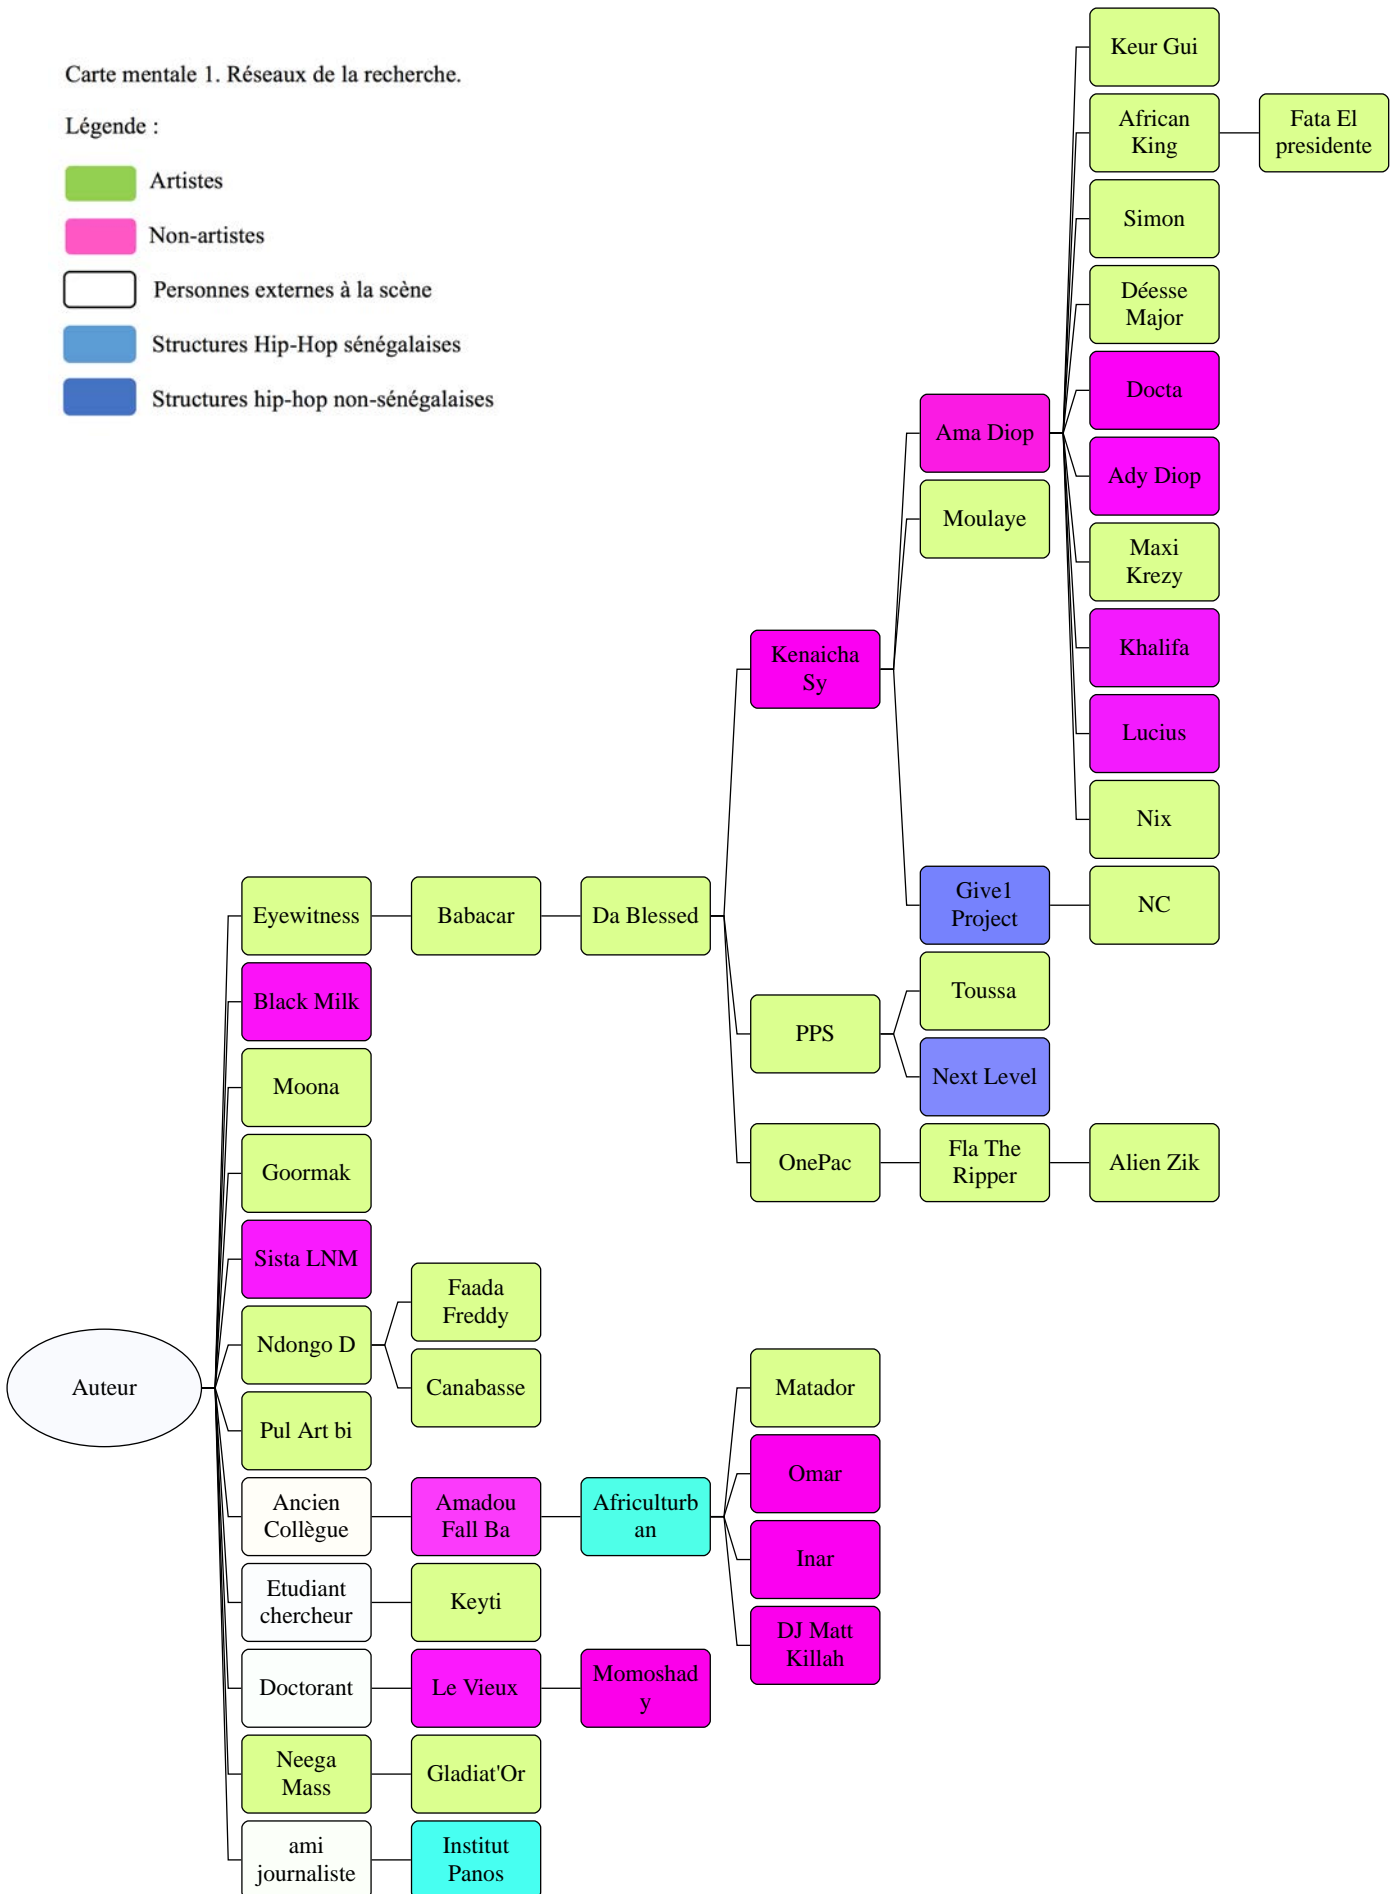 Carte mentale 1. Réseaux de la recherche.
Légende :
Artistes
Non-artistes
Personnes externes à la scène
Structures Hip-Hop sénégalaises
Structures hip-hop non-sénégalaises
Auteur
Eyewitness
Black Milk
Moona
Goormak
Sista LNM
Ndongo D
Pul Art bi
Ancien
Collègue
Etudiant
chercheur
Doctorant
Neega
Mass
ami
journaliste
Babacar
Faada
Freddy
Canabasse
Amadou
Fall Ba
Keyti
Le Vieux
Gladiat'Or
Institut
Panos
Da Blessed
Africulturb
an
Momoshad
y
Kenaicha
Sy
PPS
OnePac
Matador
Omar
Inar
DJ Matt
Killah
Ama Diop
Moulaye
Give1
Project
Toussa
Next Level
Fla The
Ripper
Keur Gui
African
King
Simon
Déesse
Major
Docta
Ady Diop
Maxi
Krezy
Khalifa
Lucius
Nix
NC
Alien Zik
Fata El
presidente